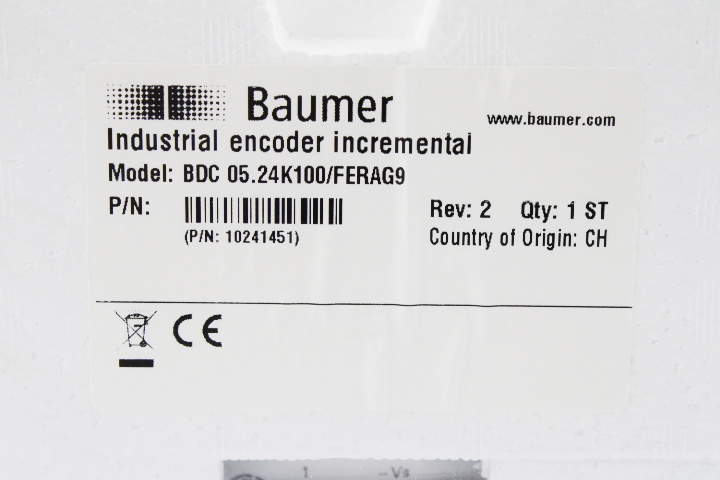 Baumer
www.baumer.com
Industrial encoder incremental
Model: BDC 05.24K100/FERAG9
P/N:
Rev: 2 Qty: 1 ST
(P/N: 10241451)
Country of Origin: CH
CE
1 -Vs